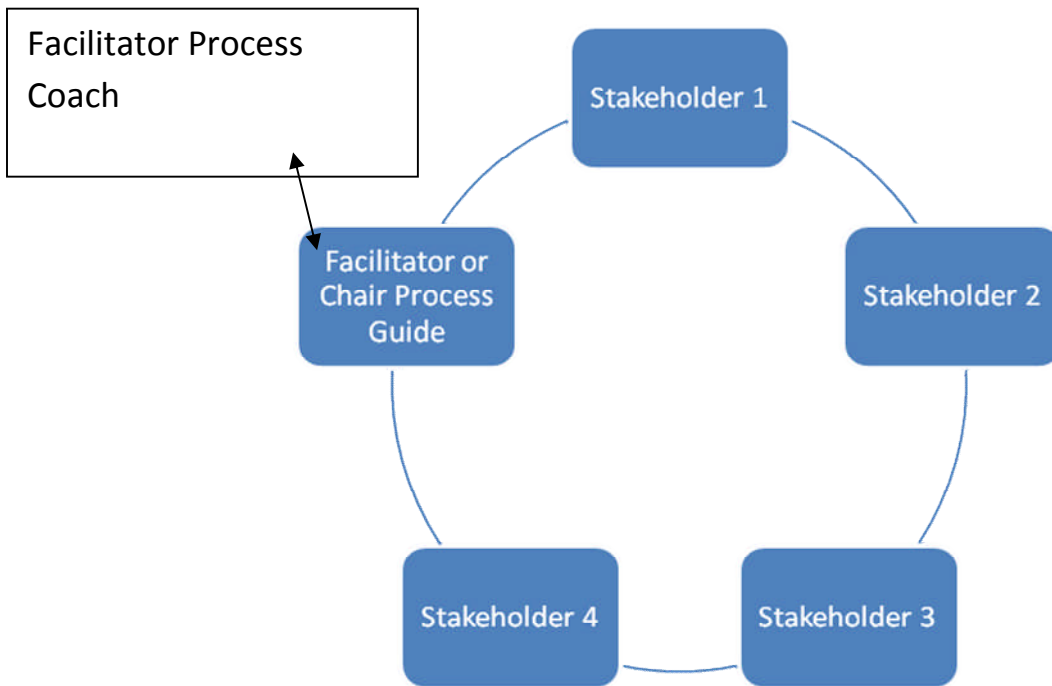 Facilitator Process
Coach
Stakeholder 1
Facilitator or
Chair Process
Guide
Stakeholder 2
Stakeholder 4
Stakeholder 3